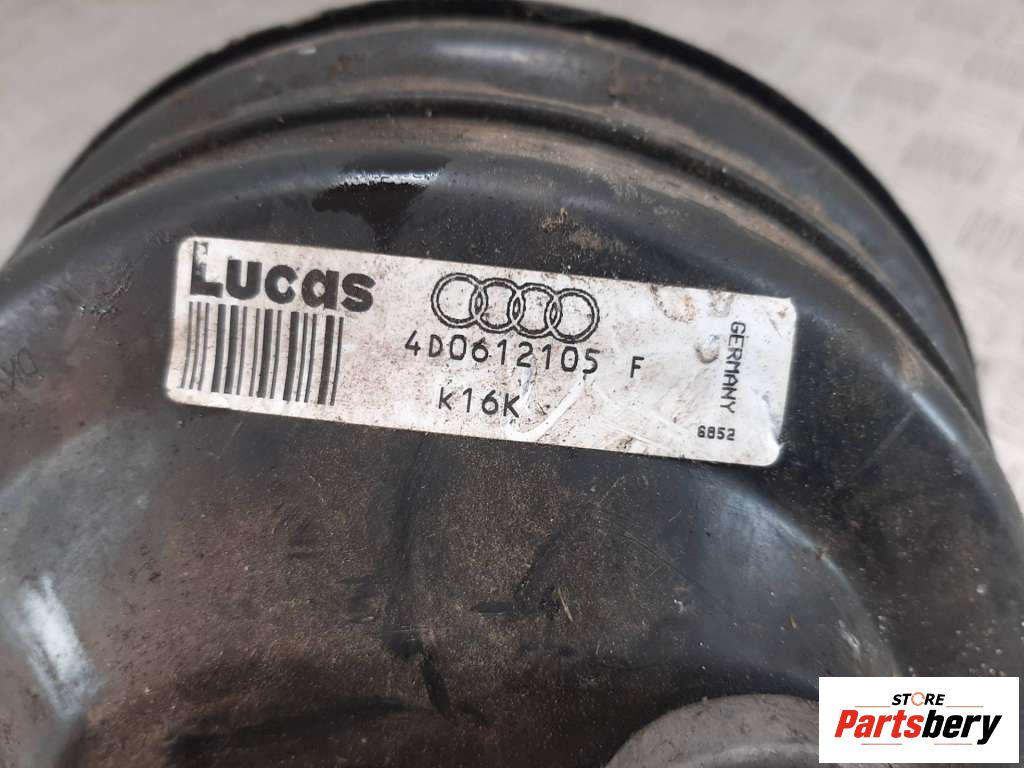 Lucas
4D0612105 F
K16K
GERMANY
6852
STORE
Partsbery